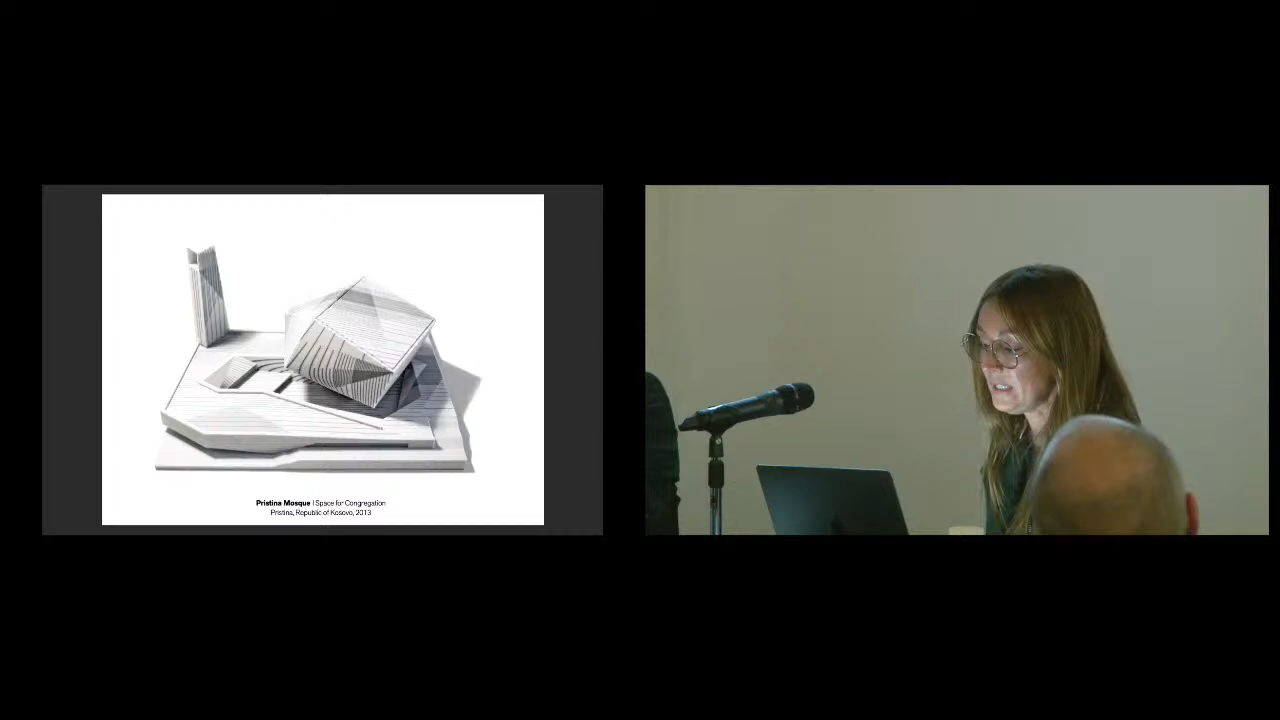 Pristina Mosque | Space for Congregation
Pristina, Republic of Kosovo, 2013